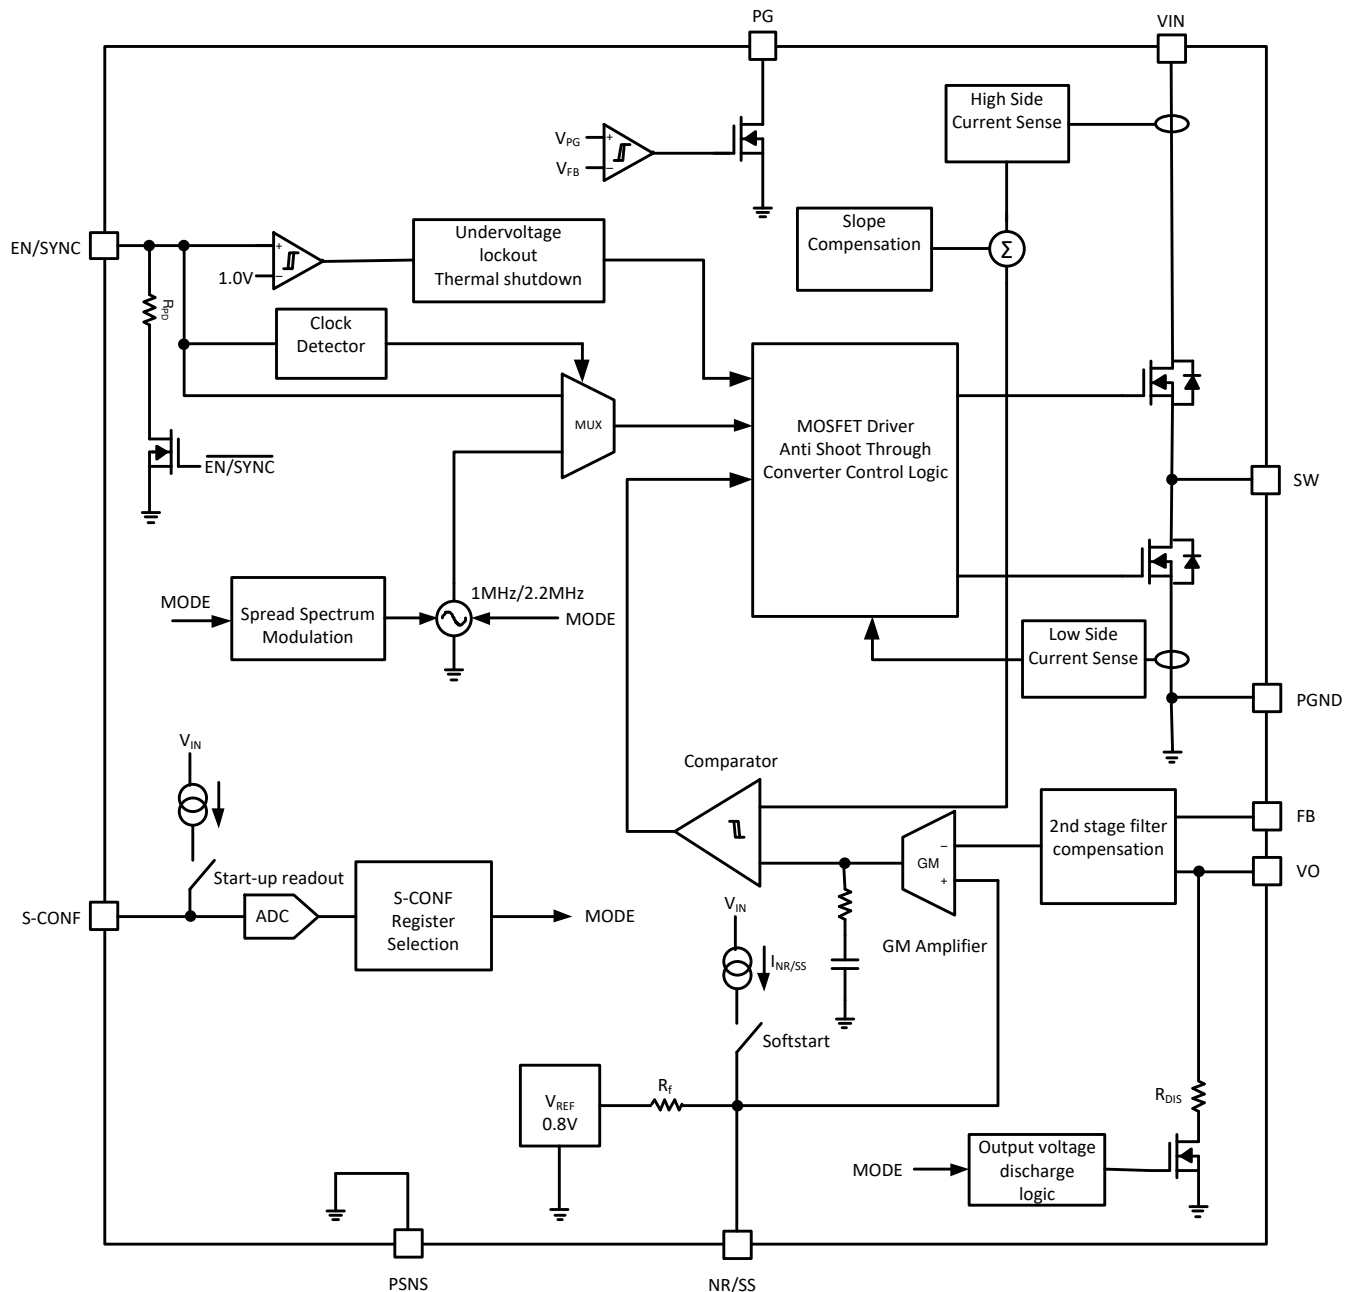 PG
VIN
High Side
Current Sense
VPG
+
VFB
−
Slope
Compensation
Σ
EN/SYNC
+
1.0V
−
Undervoltage
lockout
Thermal shutdown
RPD
Clock
Detector
MUX
MOSFET Driver
Anti Shoot Through
Converter Control Logic
EN/SYNC
SW
1MHz/2.2MHz
MODE
Spread Spectrum
Modulation
MODE
Low Side
Current Sense
PGND
VIN
Comparator
FB
2nd stage filter
compensation
GM
−
+
VO
Start-up readout
S-CONF
ADC
S-CONF
Register
Selection
MODE
VIN
GM Amplifier
INR/SS
Softstart
VREF
0.8V
Rf
RDIS
MODE
Output voltage
discharge
logic
PSNS
NR/SS